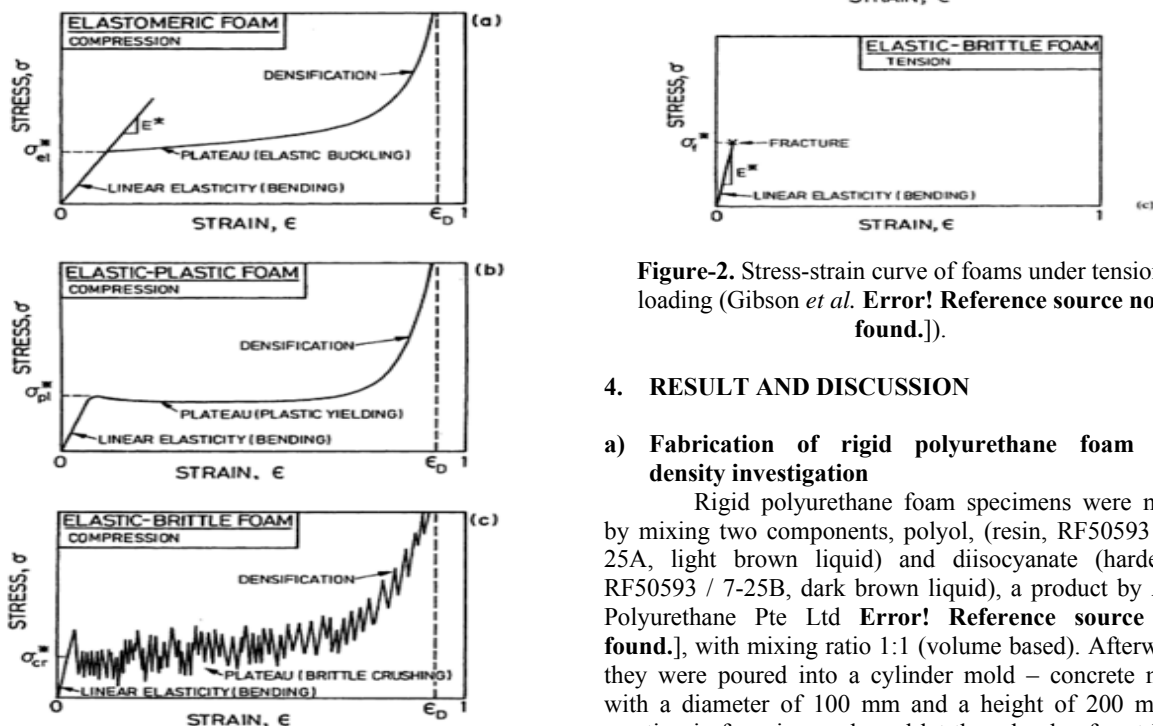 ELASTOMERIC FOAM
COMPRESSION
(a)
DENSIFICATION
STRESS, σ
E*
σ*el
PLATEAU (ELASTIC BUCKLING)
LINEAR ELASTICITY (BENDING)
0
εD 1
STRAIN, ε
ELASTIC-PLASTIC FOAM
COMPRESSION
(b)
DENSIFICATION
STRESS, σ
σ*pl
PLATEAU (PLASTIC YIELDING)
LINEAR ELASTICITY (BENDING)
0
εD 1
STRAIN, ε
ELASTIC-BRITTLE FOAM
COMPRESSION
(c)
DENSIFICATION
STRESS, σ
σ*cr
PLATEAU (BRITTLE CRUSHING)
LINEAR ELASTICITY (BENDING)
0
εD 1
STRAIN, ε
STRAIN, ε
ELASTIC-BRITTLE FOAM
TENSION
STRESS, σ
σ*f
FRACTURE
E*
LINEAR ELASTICITY (BENDING)
0
1
(c)
STRAIN, ε
Figure-2. Stress-strain curve of foams under tension
loading (Gibson et al. Error! Reference source no
found.]).
4. RESULT AND DISCUSSION
a) Fabrication of rigid polyurethane foam
density investigation
Rigid polyurethane foam specimens were
by mixing two components, polyol, (resin, RF50593
25A, light brown liquid) and diisocyanate
RF50593 / 7-25B, dark brown liquid), a product by
Polyurethane Pte Ltd Error! Reference source
found.], with mixing ratio 1:1 (volume based).
they were poured into a cylinder mold – concrete
with a diameter of 100 mm and a height of 200